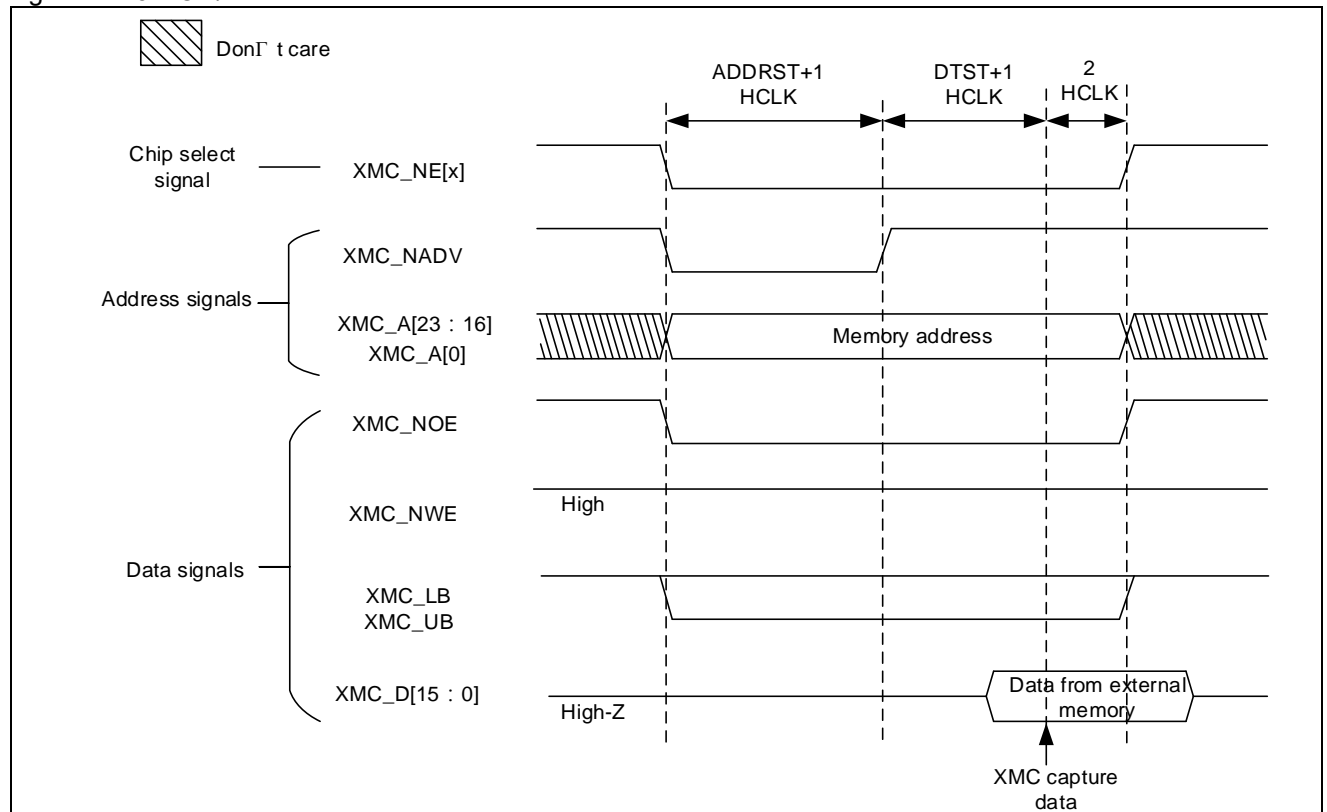 DonΓ t care
ADDRST+1
HCLK
DTST+1
HCLK
2
HCLK
Chip select
signal
XMC_NE[x]
XMC_NADV
Address signals
XMC_A[23 : 16]
XMC_A[0]
Memory address
XMC_NOE
XMC_NWE
High
Data signals
XMC_LB
XMC_UB
XMC_D[15 : 0]
High-Z
Data from external
memory
XMC capture
data